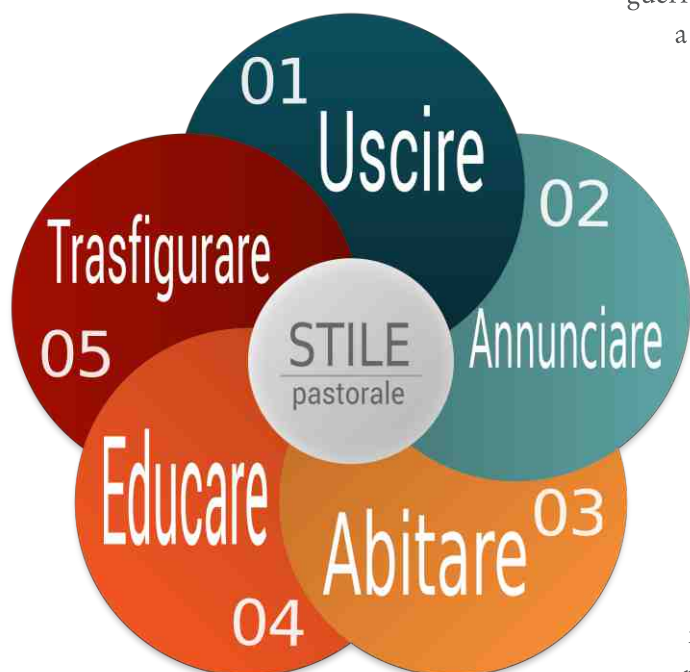 01
Uscire
02
Annunciare
03
Abitare
04
Educare
05
Trasfigurare
STILE
pastorale
a